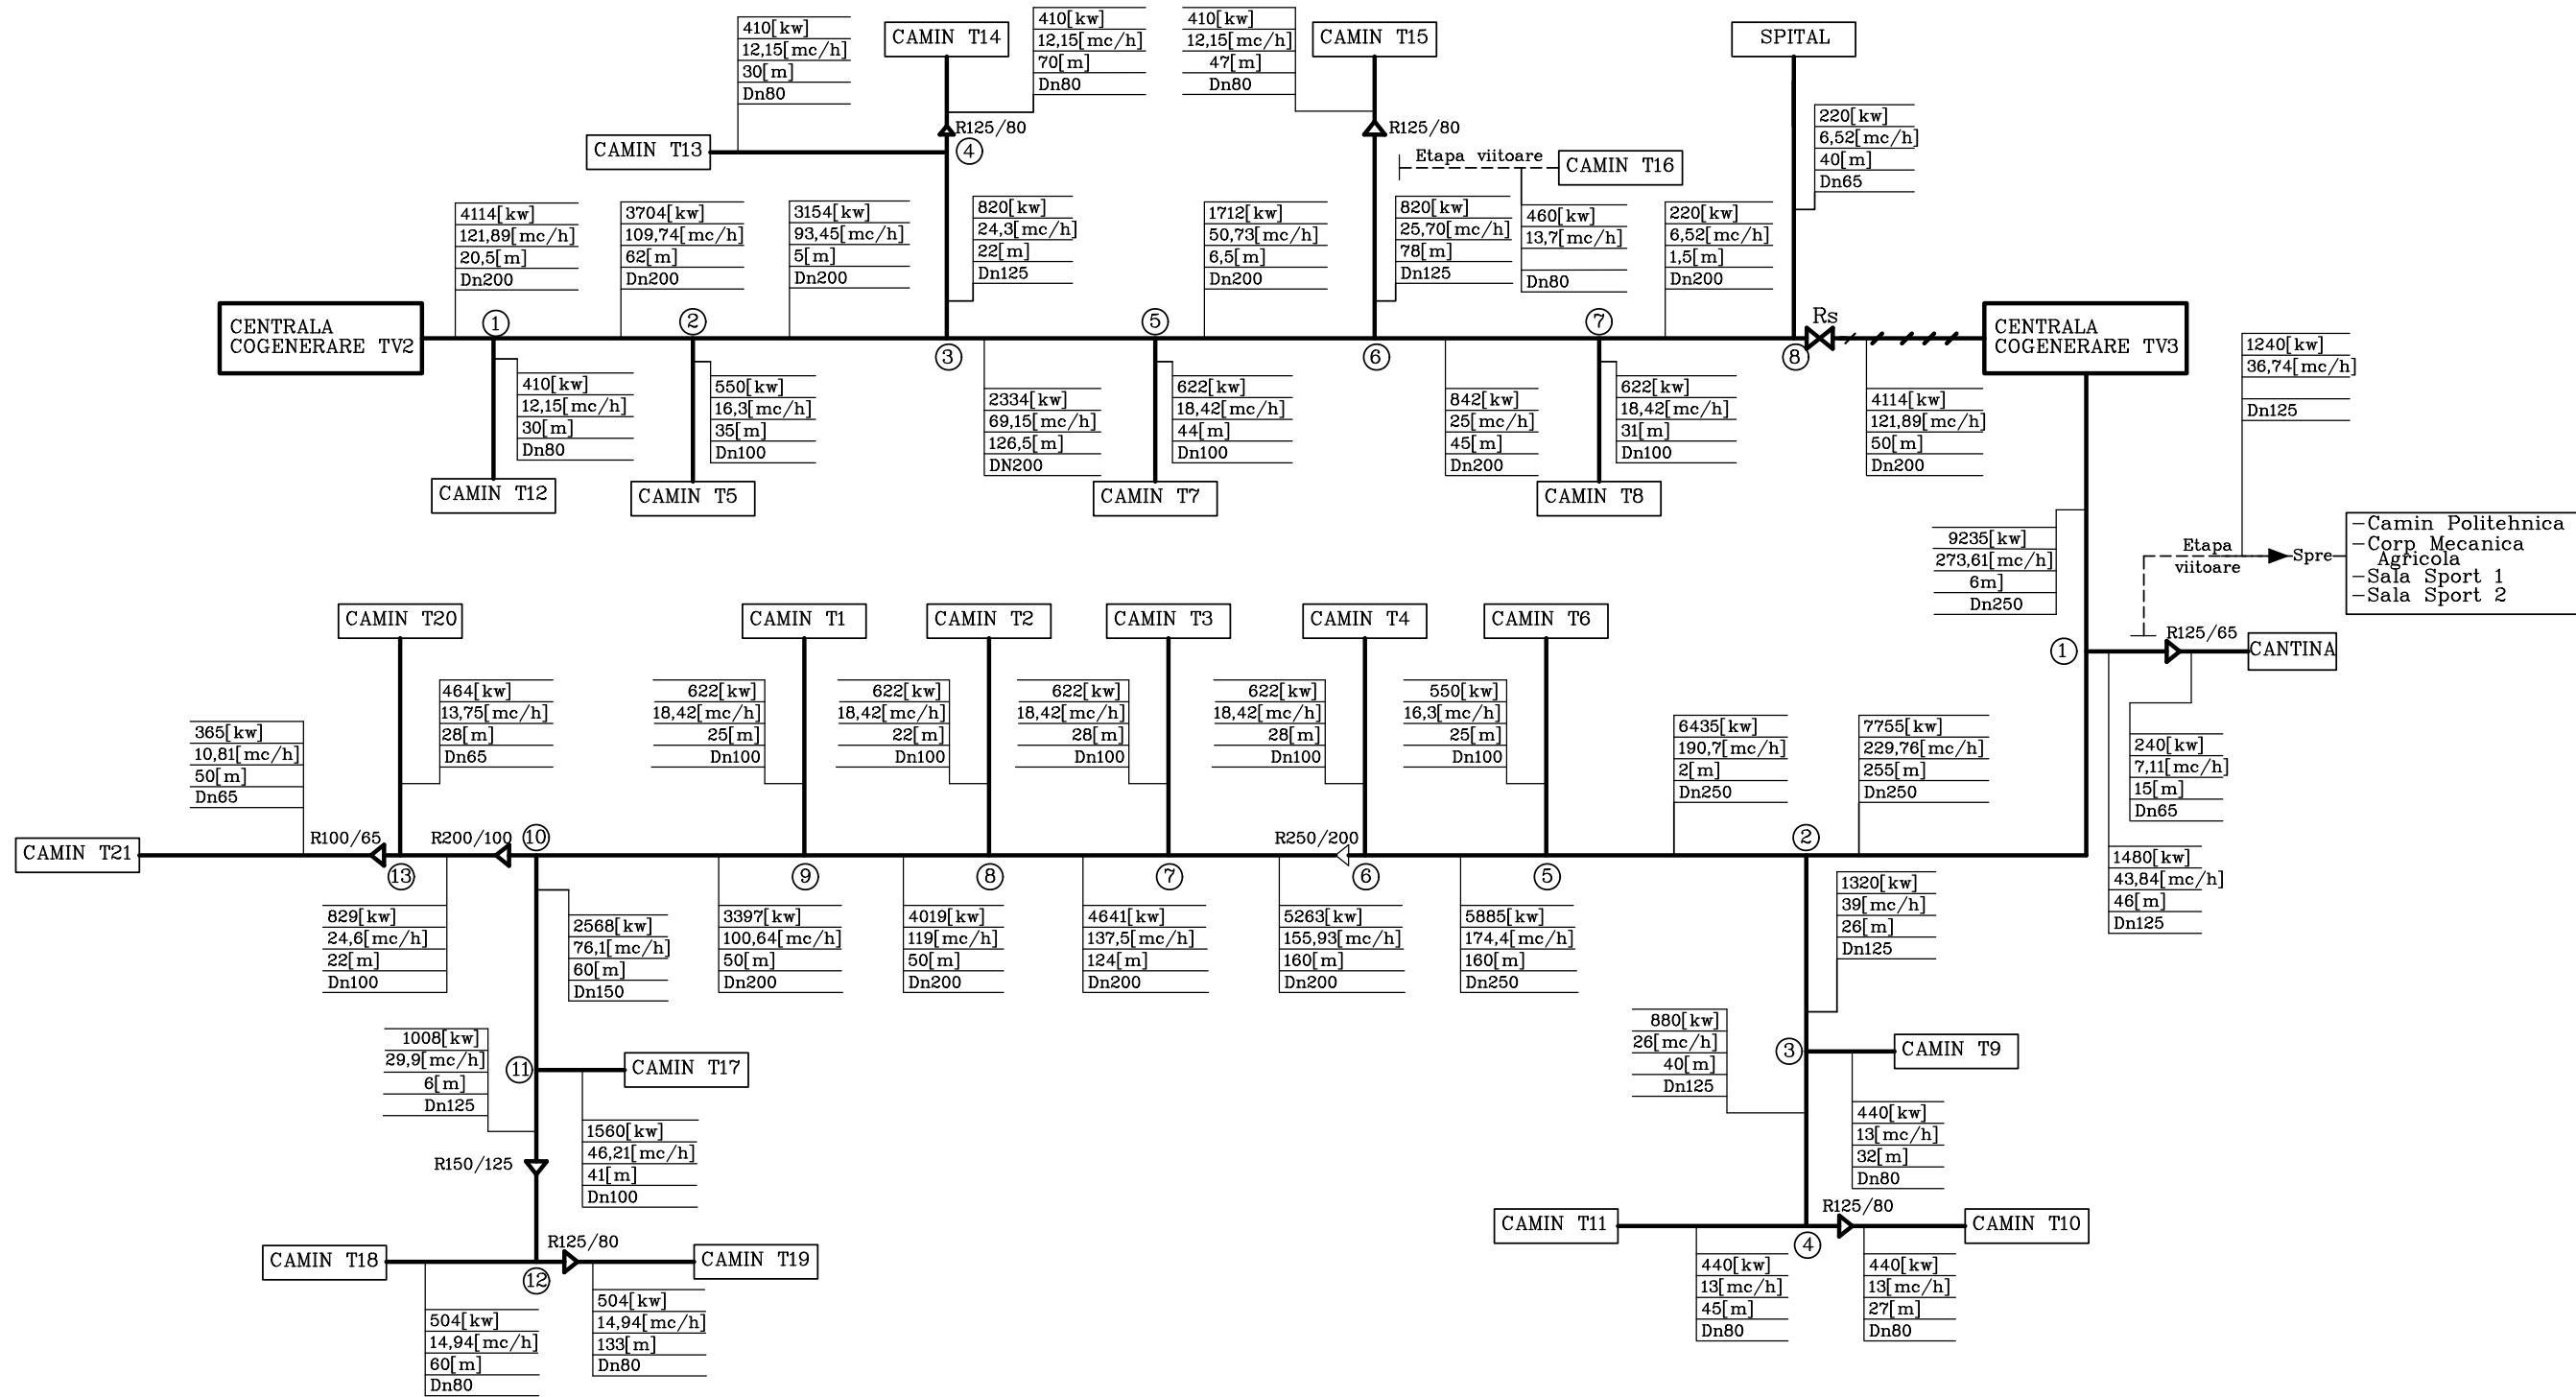 410[kw]
12,15[mc/h]
30[m]
Dn80
CAMIN T14
410[kw]
12,15[mc/h]
70[m]
Dn80
410[kw]
12,15[mc/h]
47[m]
Dn80
CAMIN T15
SPITAL
CAMIN T13
R125/80
4
R125/80
Etapa viitoare
CAMIN T16
220[kw]
6,52[mc/h]
40[m]
Dn65
4114[kw]
121,89[mc/h]
20,5[m]
Dn200
3704[kw]
109,74[mc/h]
62[m]
Dn200
3154[kw]
93,45[mc/h]
5[m]
Dn200
820[kw]
24,3[mc/h]
22[m]
Dn125
1712[kw]
50,73[mc/h]
6,5[m]
Dn200
820[kw]
25,70[mc/h]
78[m]
Dn125
460[kw]
13,7[mc/h]
Dn80
220[kw]
6,52[mc/h]
1,5[m]
Dn200
CENTRALA
COGENERARE TV2
1
2
3
5
6
7
8
Rs
CENTRALA
COGENERARE TV3
410[kw]
12,15[mc/h]
30[m]
Dn80
550[kw]
16,3[mc/h]
35[m]
Dn100
2334[kw]
69,15[mc/h]
126,5[m]
DN200
622[kw]
18,42[mc/h]
44[m]
Dn100
842[kw]
25[mc/h]
45[m]
Dn200
622[kw]
18,42[mc/h]
31[m]
Dn100
4114[kw]
121,89[mc/h]
50[m]
Dn200
1240[kw]
36,74[mc/h]
Dn125
CAMIN T12
CAMIN T5
CAMIN T7
CAMIN T8
9235[kw]
273,61[mc/h]
6m]
Dn250
Etapa
viitoare
Spre
-Camin Politehnica
-Corp Mecanica
Agricola
-Sala Sport 1
-Sala Sport 2
CAMIN T20
CAMIN T1
CAMIN T2
CAMIN T3
CAMIN T4
CAMIN T6
1
R125/65
CANTINA
365[kw]
10,81[mc/h]
50[m]
Dn65
464[kw]
13,75[mc/h]
28[m]
Dn65
622[kw]
18,42[mc/h]
25[m]
Dn100
622[kw]
18,42[mc/h]
22[m]
Dn100
622[kw]
18,42[mc/h]
28[m]
Dn100
622[kw]
18,42[mc/h]
28[m]
Dn100
550[kw]
16,3[mc/h]
25[m]
Dn100
6435[kw]
190,7[mc/h]
2[m]
Dn250
7755[kw]
229,76[mc/h]
255[m]
Dn250
240[kw]
7,11[mc/h]
15[m]
Dn65
CAMIN T21
R100/65
13
R200/100
10
9
8
7
R250/200
6
5
2
829[kw]
24,6[mc/h]
22[m]
Dn100
2568[kw]
76,1[mc/h]
60[m]
Dn150
3397[kw]
100,64[mc/h]
50[m]
Dn200
4019[kw]
119[mc/h]
50[m]
Dn200
4641[kw]
137,5[mc/h]
124[m]
Dn200
5263[kw]
155,93[mc/h]
160[m]
Dn200
5885[kw]
174,4[mc/h]
160[m]
Dn250
1320[kw]
39[mc/h]
26[m]
Dn125
1480[kw]
43,84[mc/h]
46[m]
Dn125
1008[kw]
29,9[mc/h]
6[m]
Dn125
11
CAMIN T17
880[kw]
26[mc/h]
40[m]
Dn125
3
CAMIN T9
R150/125
1560[kw]
46,21[mc/h]
41[m]
Dn100
440[kw]
13[mc/h]
32[m]
Dn80
CAMIN T18
R125/80
12
CAMIN T19
CAMIN T11
R125/80
4
CAMIN T10
504[kw]
14,94[mc/h]
60[m]
Dn80
504[kw]
14,94[mc/h]
133[m]
Dn80
440[kw]
13[mc/h]
45[m]
Dn80
440[kw]
13[mc/h]
27[m]
Dn80